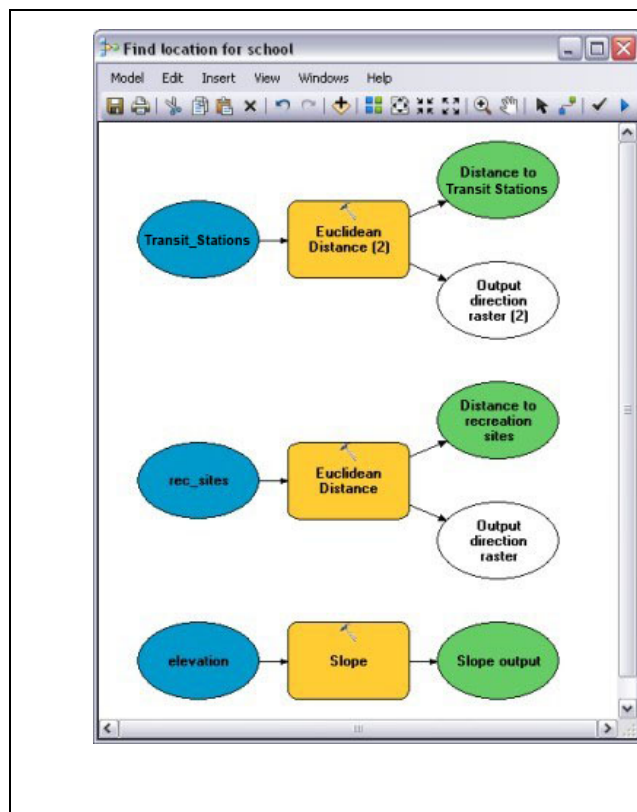 Find location for school
Model Edit Insert View Windows Help
Distance to
Transit Stations
Transit_Stations
Euclidean
Distance (2)
Output
direction
raster (2)
Distance to
recreation
sites
rec_sites
Euclidean
Distance
Output
direction
raster
elevation
Slope
Slope output